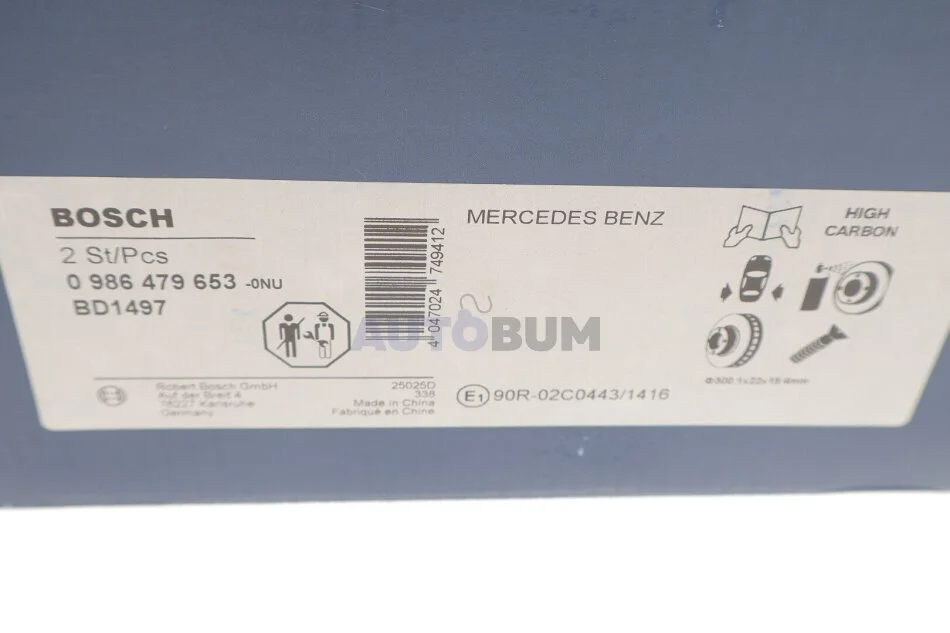 BOSCH
2 St/Pcs
0 986 479 653 -0NU
BD1497
Robert Bosch GmbH
Auf der Breit 4
76227 Karlsruhe
Germany
25025D
338
Made in China
Fabriqué en Chine
4 047024 749412
MERCEDES BENZ
E1 90R-02C0443/1416
HIGH
CARBON
AUTOBUM